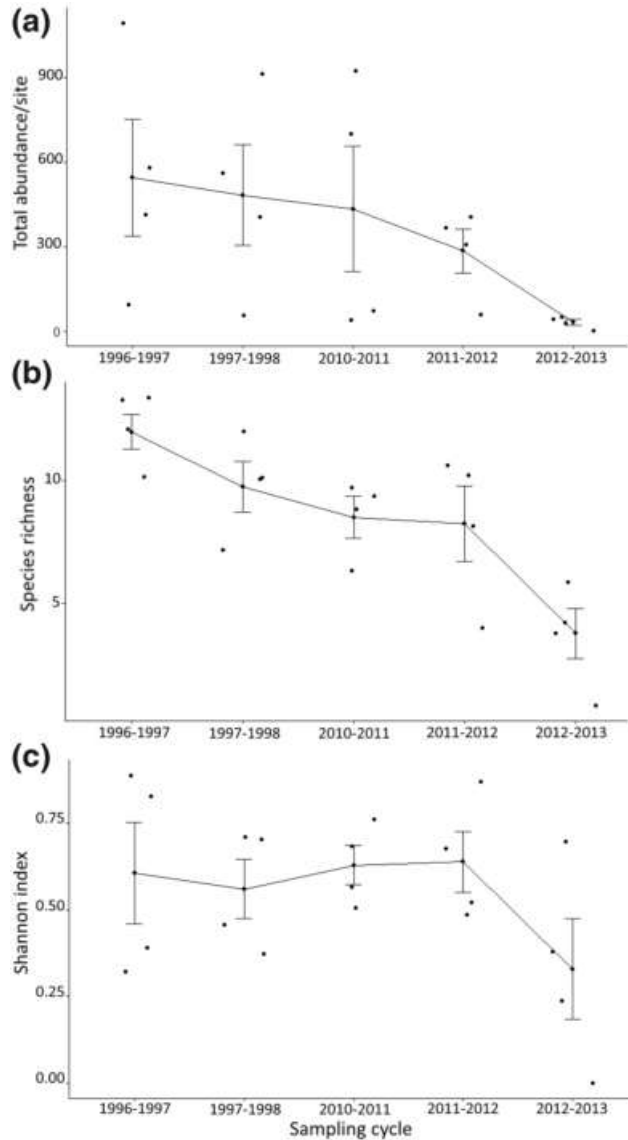 (a)
Total abundance/site
900
600
300
0
1996-1997 1997-1998 2010-2011 2011-2012 2012-2013
(b)
Species richness
10
5
1996-1997 1997-1998 2010-2011 2011-2012 2012-2013
(c)
Shannon index
0.75
0.50
0.25
0.00
1996-1997 1997-1998 2010-2011 2011-2012 2012-2013
Sampling cycle